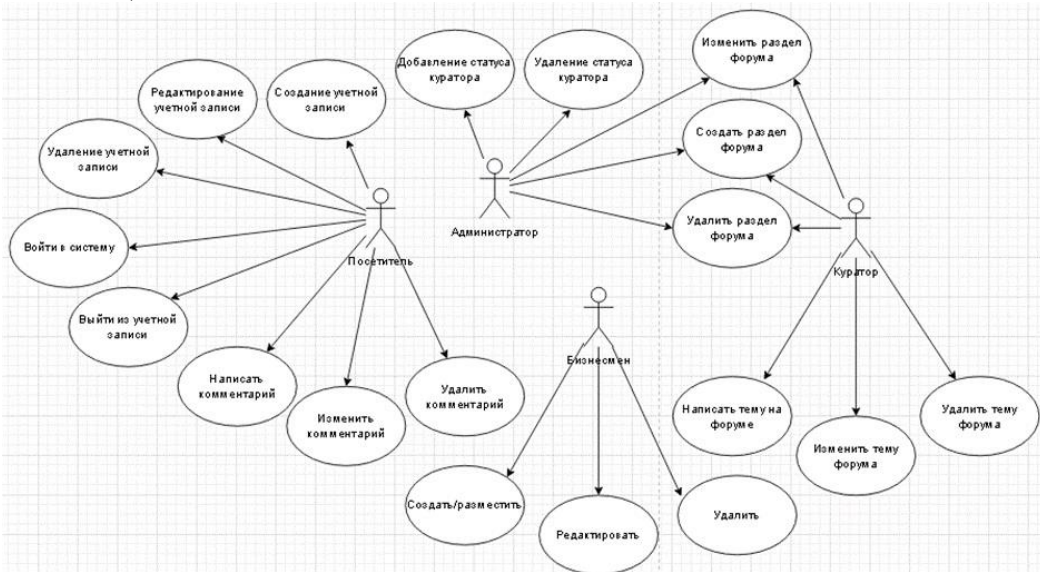 Изменить раздел
форума
Добавление статуса
куратора
Удаление статуса
куратора
Редактирование
учетной записи
Создание учетной
записи
Создать раздел
форума
Удаление учетной
записи
Удалить раздел
форума
Администратор
Войти в систему
Посетитель
Куратор
Выйти из учетной
записи
Бизнесмен
Написать
комментарий
Удалить
комментарий
Изменить
комментарий
Написать тему на
форуме
Удалить тему
форума
Изменить тему
форума
Создать/разместить
Редактировать
Удалить